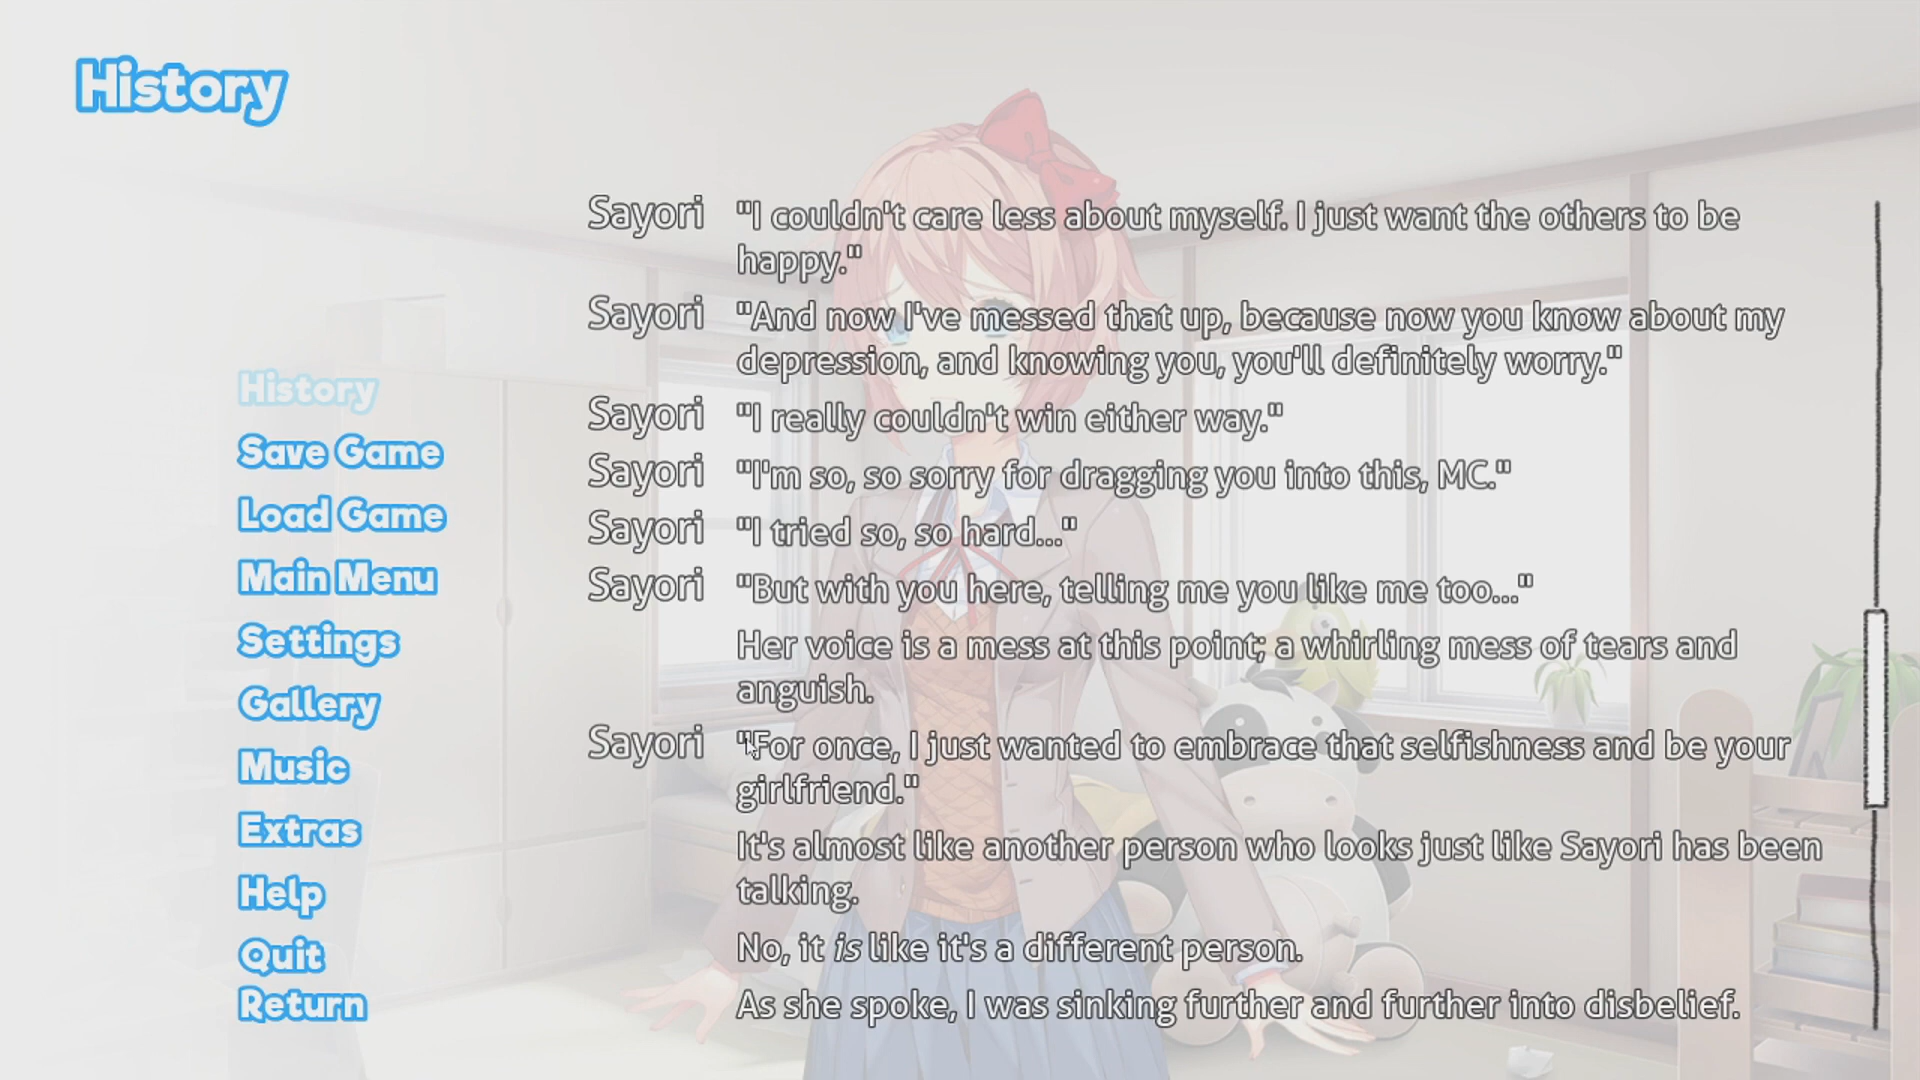 History
Sayori "I couldn't care less about myself. I just want the others to be
happy."
Sayori "And now I've messed that up, because now you know about my
depression, and knowing you, you'll definitely worry."
Sayori "I really couldn't win either way."
Sayori "I'm so, so sorry for dragging you into this, MC."
Sayori "I tried so, so hard..."
Sayori "But with you here, telling me you like me too..."
Her voice is a mess at this point; a whirling mess of tears and
anguish.
Sayori "For once, I just wanted to embrace that selfishness and be your
girlfriend."
It's almost like another person who looks just like Sayori has been
talking.
No, it is like it's a different person.
As she spoke, I was sinking further and further into disbelief.
History
Save Game
Load Game
Main Menu
Settings
Gallery
Music
Extras
Help
Quit
Return